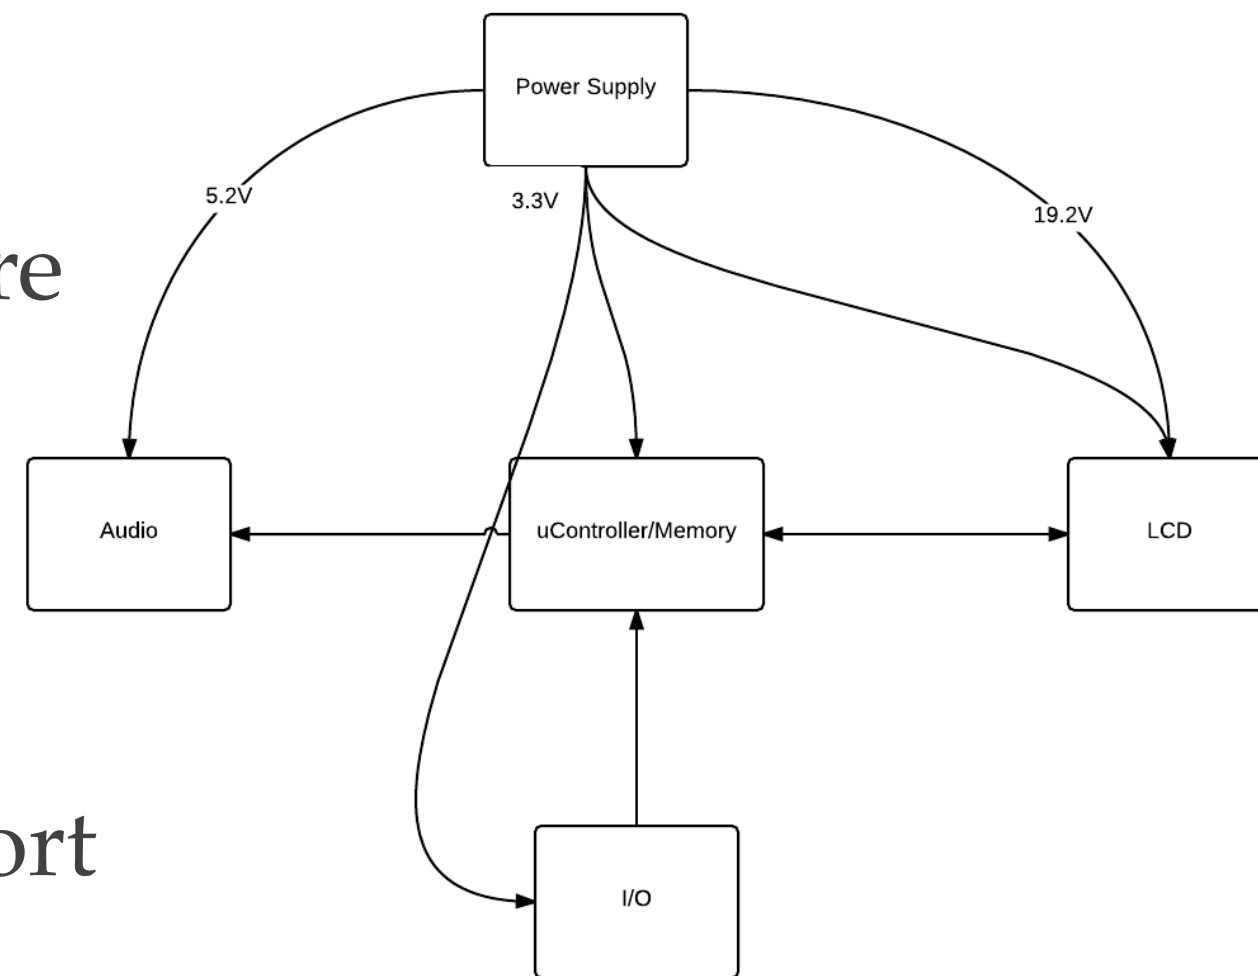 Power Supply
5.2V
3.3V
19.2V
re
Audio
uController/Memory
LCD
ort
I/O